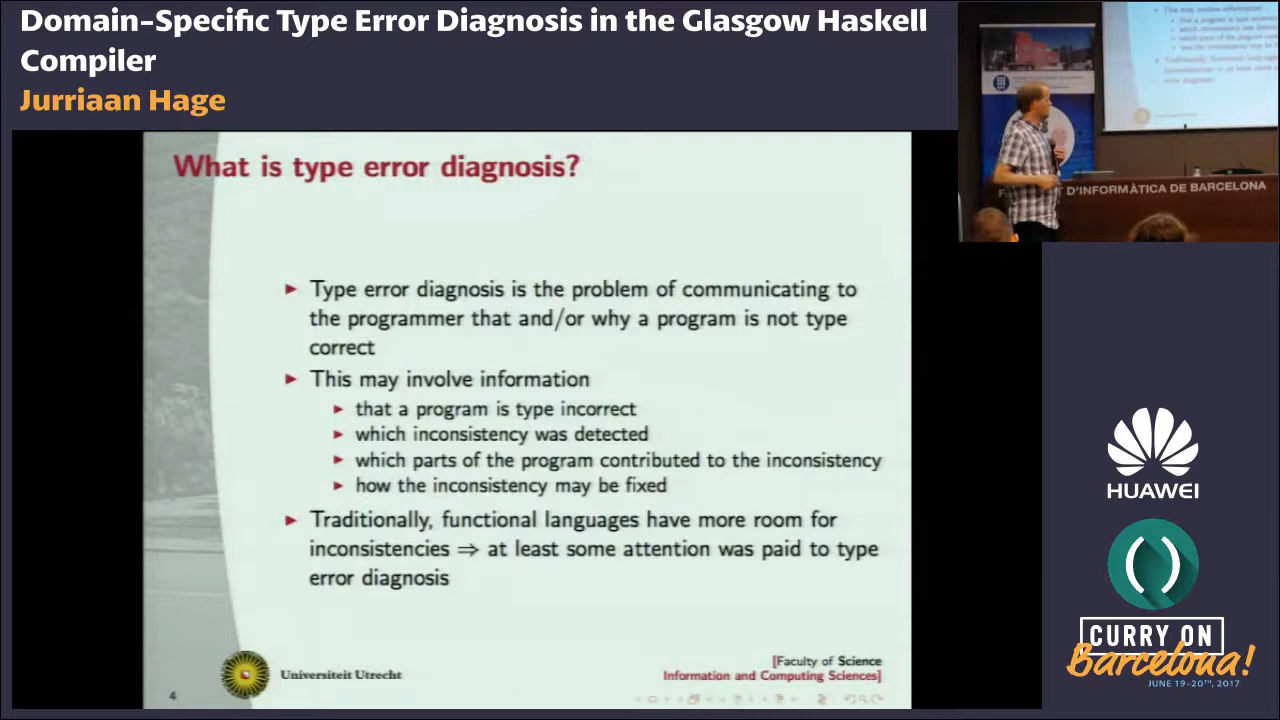 Domain-Specific Type Error Diagnosis in the Glasgow Haskell
Compiler
Jurriaan Hage
What is type error diagnosis?
► Type error diagnosis is the problem of communicating to
the programmer that and/or why a program is not type
correct
► This may involve information
► that a program is type incorrect
► which inconsistency was detected
► which parts of the program contributed to the inconsistency
► how the inconsistency may be fixed
► Traditionally, functional languages have more room for
inconsistencies ⇒ at least some attention was paid to type
error diagnosis
Universiteit Utrecht
[Faculty of Science
Information and Computing Sciences]
4
D'INFORMÀTICA DE BARCELONA
HUAWEI
CURRY ON
Barcelona!
JUNE 19-20TH, 2017